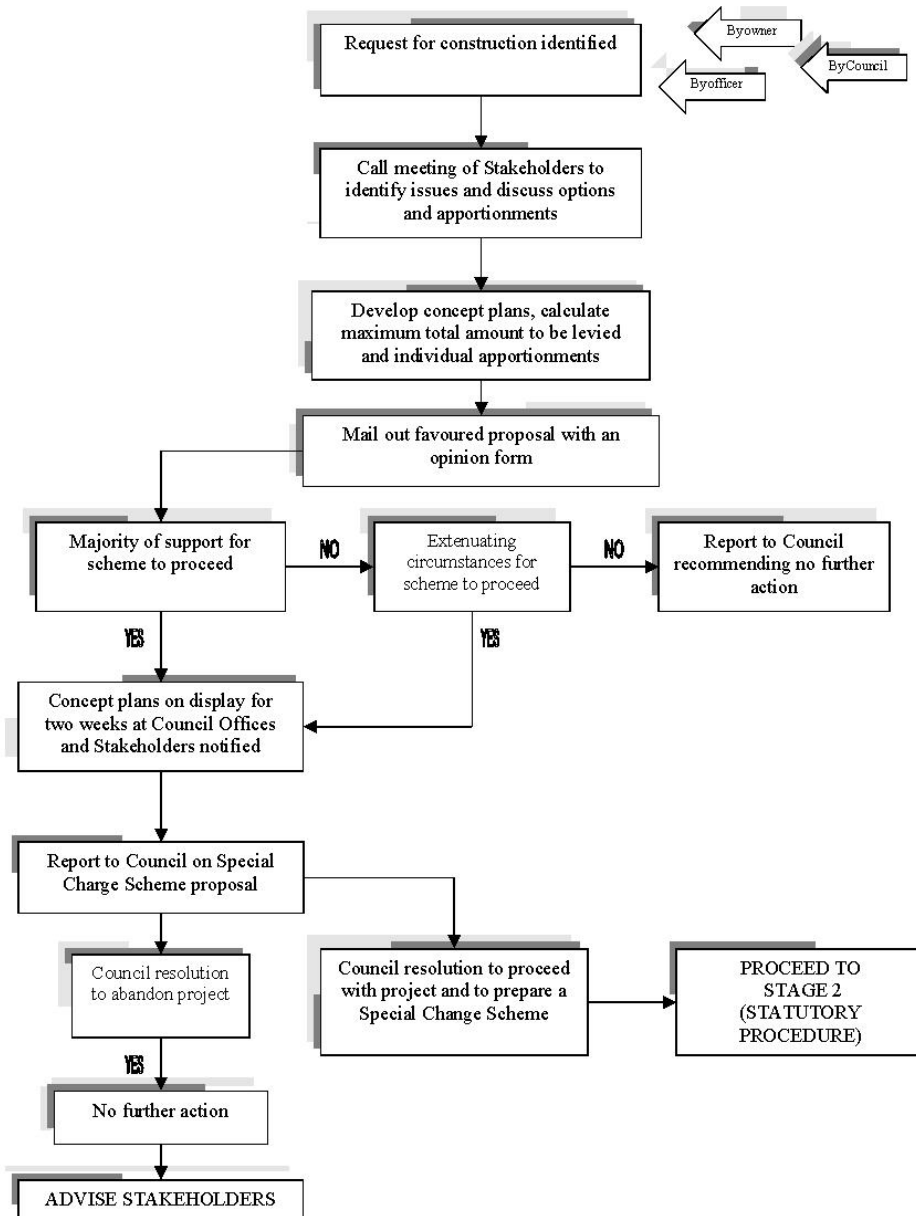 Request for construction identified
Byowner
ByCouncil
Byofficer
Call meeting of Stakeholders to
identify issues and discuss options
and apportionments
Develop concept plans, calculate
maximum total amount to be levied
and individual apportionments
Mail out favoured proposal with an
opinion form
Majority of support for
scheme to proceed
NO
Extenuating
circumstances for
scheme to proceed
NO
Report to Council
recommending no further
action
YES
YES
Concept plans on display for
two weeks at Council Offices
and Stakeholders notified
Report to Council on Special
Charge Scheme proposal
Council resolution
to abandon project
Council resolution to proceed
with project and to prepare a
Special Change Scheme
PROCEED TO
STAGE 2
(STATUTORY
PROCEDURE)
YES
No further action
ADVISE STAKEHOLDERS